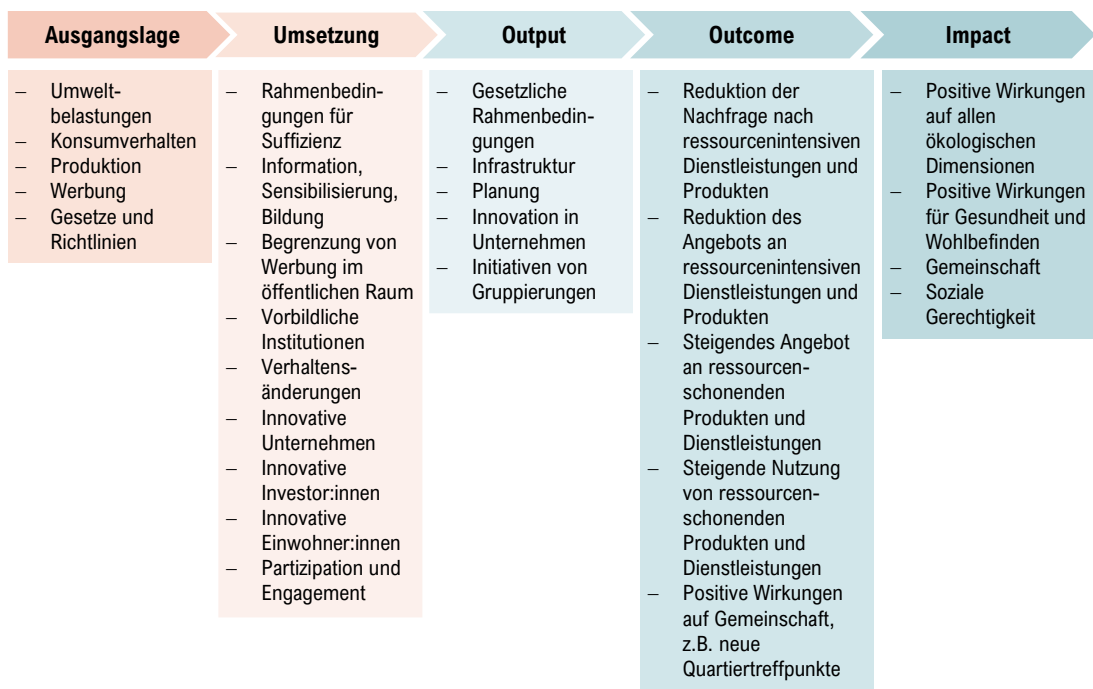 Ausgangslage
Umsetzung
Output
Outcome
Impact
– Umwelt-
belastungen
– Konsumverhalten
– Produktion
– Werbung
– Gesetze und
Richtlinien
– Rahmenbedin-
gungen für
Suffizienz
– Information,
Sensibilisierung,
Bildung
– Begrenzung von
Werbung im
öffentlichen Raum
– Vorbildliche
Institutionen
– Verhaltens-
änderungen
– Innovative
Unternehmen
– Innovative
Investor:innen
– Innovative
Einwohner:innen
– Partizipation und
Engagement
– Gesetzliche
Rahmenbedin-
gungen
– Infrastruktur
– Planung
– Innovation in
Unternehmen
– Initiativen von
Gruppierungen
– Reduktion der
Nachfrage nach
ressourcenintensiven
Dienstleistungen und
Produkten
– Reduktion des
Angebots an
ressourcenintensiven
Dienstleistungen und
Produkten
– Steigendes Angebot
an ressourcen-
schonenden
Produkten und
Dienstleistungen
– Steigende Nutzung
von ressourcen-
schonenden
Produkten und
Dienstleistungen
– Positive Wirkungen
auf Gemeinschaft,
z.B. neue
Quartiertreffpunkte
– Positive Wirkungen
auf allen
ökologischen
Dimensionen
– Positive Wirkungen
für Gesundheit und
Wohlbefinden
– Gemeinschaft
– Soziale
Gerechtigkeit